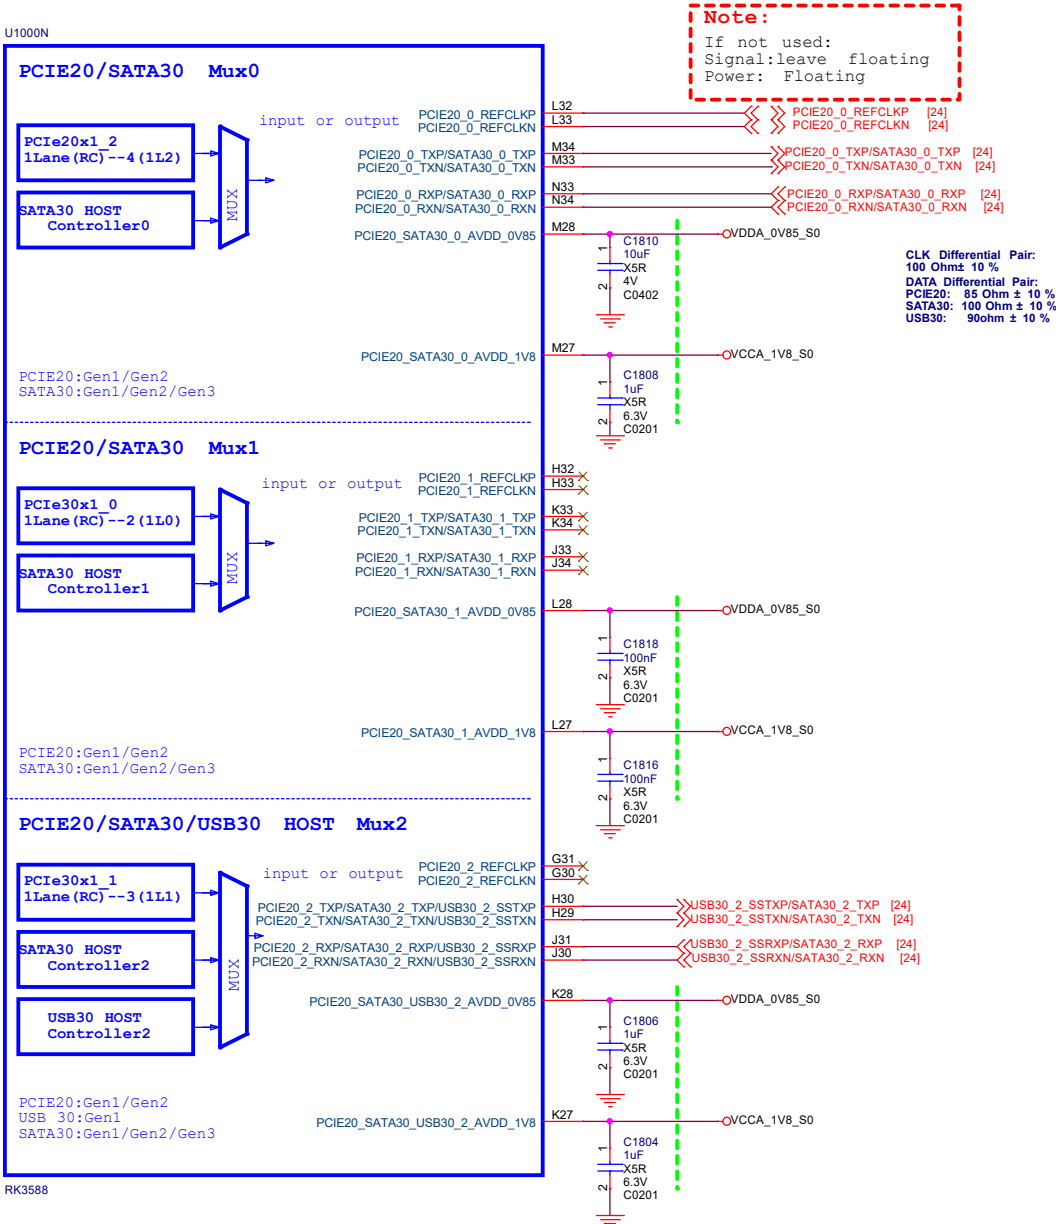 U1000N
Note:
If not used:
Signal:leave floating
Power: Floating
PCIE20/SATA30 Mux0
input or output
PCIe20x1_2
1Lane(RC)--4(1L2)
SATA30 HOST
Controller0
MUX
PCIE20_0_REFCLKP L32 PCIE20_0_REFCLKP [24]
PCIE20_0_REFCLKN L33 PCIE20_0_REFCLKN [24]
PCIE20_0_TXP/SATA30_0_TXP M34 PCIE20_0_TXP/SATA30_0_TXP [24]
PCIE20_0_TXN/SATA30_0_TXN M33 PCIE20_0_TXN/SATA30_0_TXN [24]
PCIE20_0_RXP/SATA30_0_RXP N33 PCIE20_0_RXP/SATA30_0_RXP [24]
PCIE20_0_RXN/SATA30_0_RXN N34 PCIE20_0_RXN/SATA30_0_RXN [24]
PCIE20_SATA30_0_AVDD_0V85 M28 VDDA_0V85_S0
1
2
C1810
10uF
X5R
4V
C0402
CLK Differential Pair:
100 Ohm± 10 %
DATA Differential Pair:
PCIE20: 85 Ohm ± 10 %
SATA30: 100 Ohm ± 10 %
USB30: 90ohm ± 10 %
PCIE20_SATA30_0_AVDD_1V8 M27 VCCA_1V8_S0
1
2
C1808
1uF
X5R
6.3V
C0201
PCIE20:Gen1/Gen2
SATA30:Gen1/Gen2/Gen3
PCIE20/SATA30 Mux1
input or output
PCIe30x1_0
1Lane(RC)--2(1L0)
SATA30 HOST
Controller1
MUX
PCIE20_1_REFCLKP H32
PCIE20_1_REFCLKN H33
PCIE20_1_TXP/SATA30_1_TXP K33
PCIE20_1_TXN/SATA30_1_TXN K34
PCIE20_1_RXP/SATA30_1_RXP J33
PCIE20_1_RXN/SATA30_1_RXN J34
PCIE20_SATA30_1_AVDD_0V85 L28 VDDA_0V85_S0
1
2
C1818
100nF
X5R
6.3V
C0201
PCIE20_SATA30_1_AVDD_1V8 L27 VCCA_1V8_S0
1
2
C1816
100nF
X5R
6.3V
C0201
PCIE20:Gen1/Gen2
SATA30:Gen1/Gen2/Gen3
PCIE20/SATA30/USB30 HOST Mux2
input or output
PCIe30x1_1
1Lane(RC)--3(1L1)
SATA30 HOST
Controller2
USB30 HOST
Controller2
MUX
PCIE20_2_REFCLKP G31
PCIE20_2_REFCLKN G30
PCIE20_2_TXP/SATA30_2_TXP/USB30_2_SSTXP H30 USB30_2_SSTXP/SATA30_2_TXP [24]
PCIE20_2_TXN/SATA30_2_TXN/USB30_2_SSTXN H29 USB30_2_SSTXN/SATA30_2_TXN [24]
PCIE20_2_RXP/SATA30_2_RXP/USB30_2_SSRXP J31 USB30_2_SSRXP/SATA30_2_RXP [24]
PCIE20_2_RXN/SATA30_2_RXN/USB30_2_SSRXN J30 USB30_2_SSRXN/SATA30_2_RXN [24]
PCIE20_SATA30_USB30_2_AVDD_0V85 K28 VDDA_0V85_S0
1
2
C1806
1uF
X5R
6.3V
C0201
PCIE20:Gen1/Gen2
USB 30:Gen1
SATA30:Gen1/Gen2/Gen3
PCIE20_SATA30_USB30_2_AVDD_1V8 K27 VCCA_1V8_S0
1
2
C1804
1uF
X5R
6.3V
C0201
RK3588